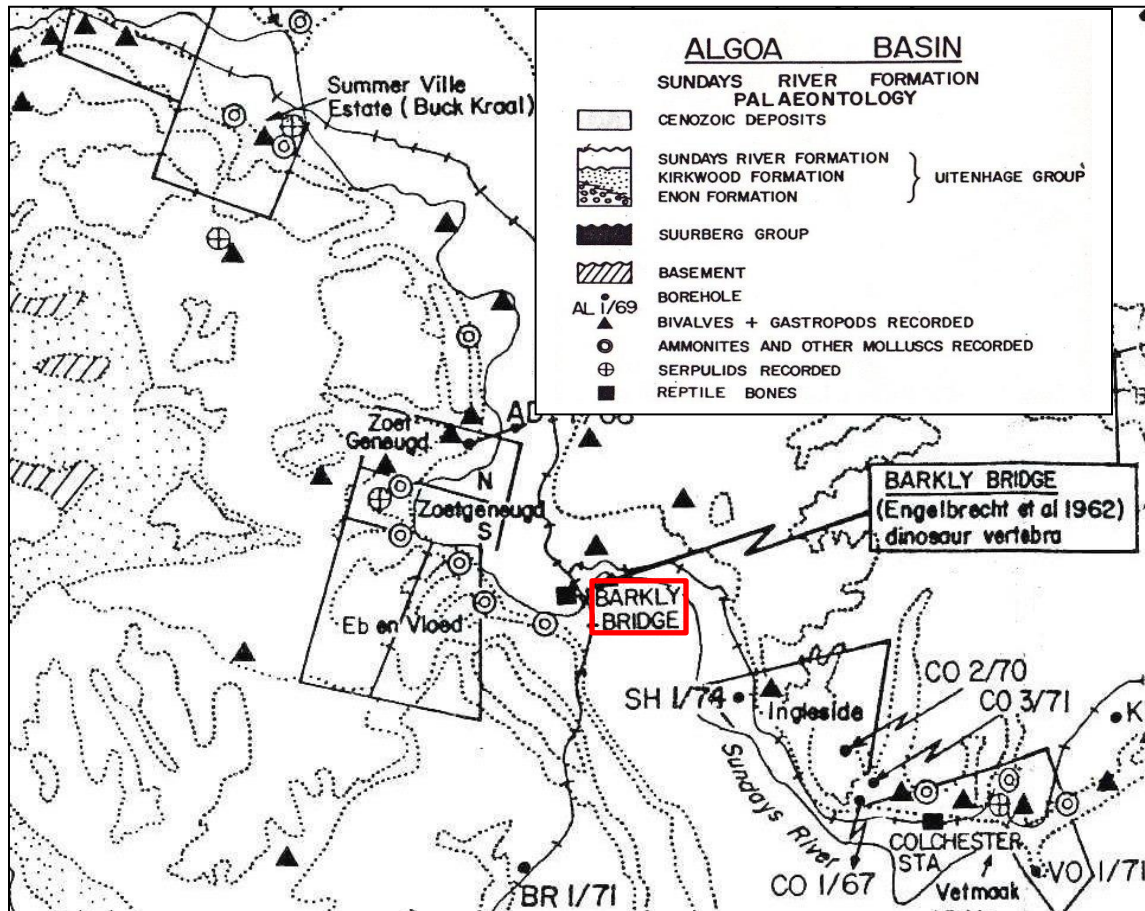 ALGOA BASIN
SUNDAYS RIVER FORMATION
PALAEONTOLOGY
CENOZOIC DEPOSITS
SUNDAYS RIVER FORMATION
KIRKWOOD FORMATION
ENON FORMATION
UITENHAGE GROUP
SUURBERG GROUP
BASEMENT
BOREHOLE
AL 1/69
BIVALVES + GASTROPODS RECORDED
AMMONITES AND OTHER MOLLUSCS RECORDED
SERPULIDS RECORDED
REPTILE BONES
Summer Ville
Estate (Buck Kraal)
Zoet
Geneugd
AD
N
Zoetgeneugd
S
BARKLY BRIDGE
(Engelbrecht et al 1962)
dinosaur vertebra
BARKLY
BRIDGE
Eb en Vloed
SH 1/74
Ingleside
CO 2/70
CO 3/71
K
Sundays River
COLCHESTER
STA
CO 1/67
Vetmaak
VO 1/71
BR 1/71